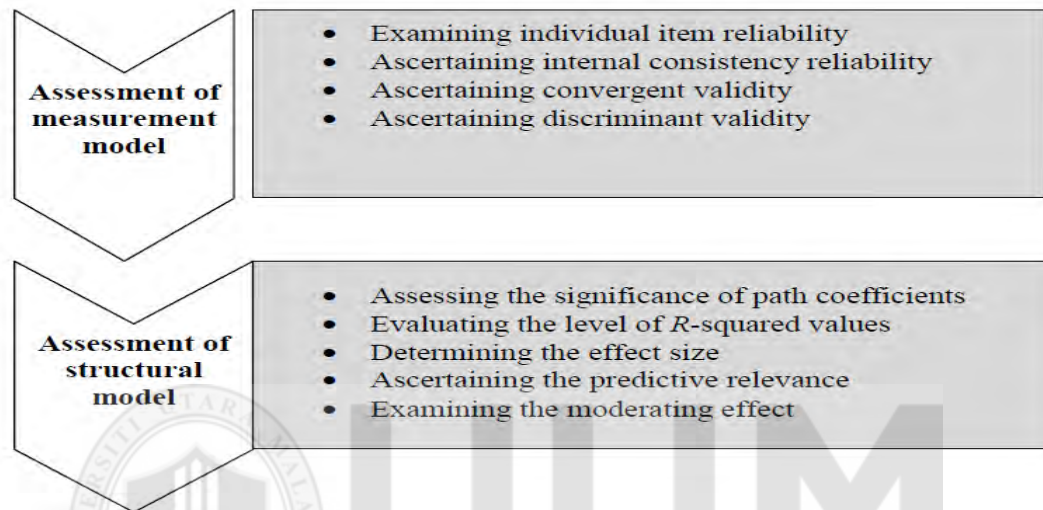 Assessment of
measurement
model
• Examining individual item reliability
• Ascertaining internal consistency reliability
• Ascertaining convergent validity
• Ascertaining discriminant validity
Assessment of
structural
model
• Assessing the significance of path coefficients
• Evaluating the level of R-squared values
• Determining the effect size
• Ascertaining the predictive relevance
• Examining the moderating effect
UTARA
UUM